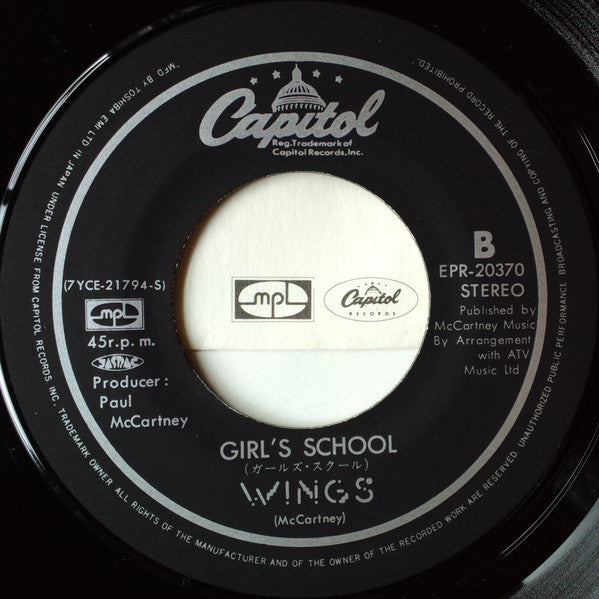 Capitol
Reg. Trademark of
Capitol Records, Inc.
"MFD BY TOSHIBA EMI LTD IN JAPAN UNDER LICENSE FROM CAPITOL RECORDS INC. TRADEMARK OWNER ALL RIGHTS OF THE MANUFACTURER AND OF THE OWNER OF THE RECORDED WORK ARE RESERVED. UNAUTHORIZED PUBLIC PERFORMANCE BROADCASTING AND COPYING OF THE RECORD PROHIBITED."
(7YCE-21794-S)
mpl
45r.p.m.
JASRAC
Producer:
Paul
McCartney
mpl
Capitol
RECORDS
B
EPR-20370
STEREO
Published by
McCartney Music
By Arrangement
with ATV
Music Ltd
GIRL'S SCHOOL
(ガールズ・スクール)
WINGS
(McCartney)